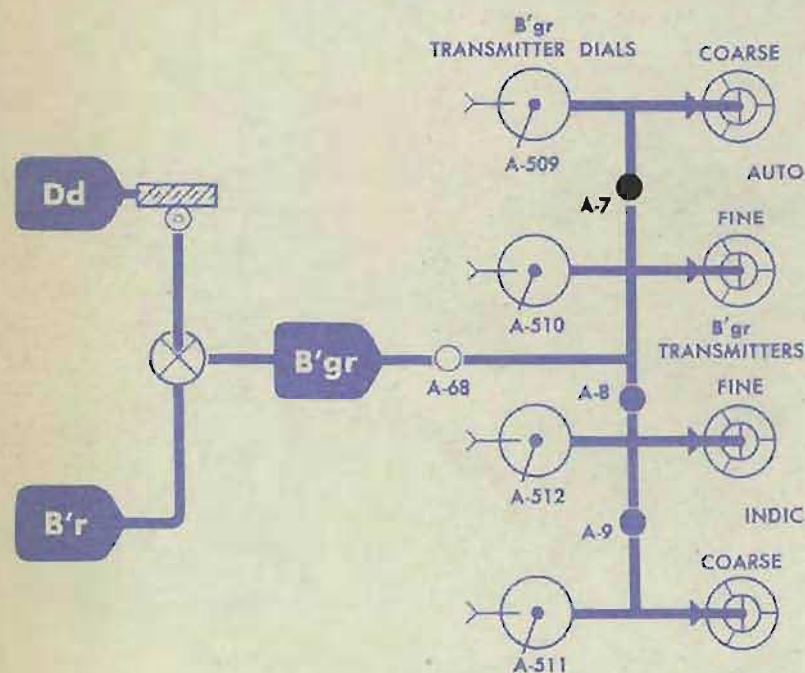 B'gr
TRANSMITTER DIALS
COARSE
A-509
AUTO
Dd
A-7
FINE
A-510
B'gr
TRANSMITTERS
B'gr
A-68
A-8
FINE
A-512
B'r
INDIC
A-9
COARSE
A-511